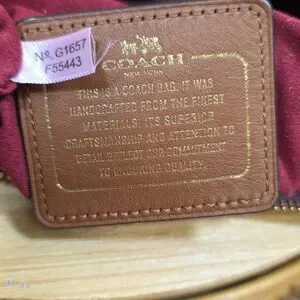 Nº. G1657
F55443
COACH
NEW YORK
THIS IS A COACH BAG. IT WAS
HANDCRAFTED FROM THE FINEST
MATERIALS. ITS SUPERIOR
CRAFTSMANSHIP AND ATTENTION TO
DETAIL REFLECT OUR COMMITMENT
TO ENDURING QUALITY.